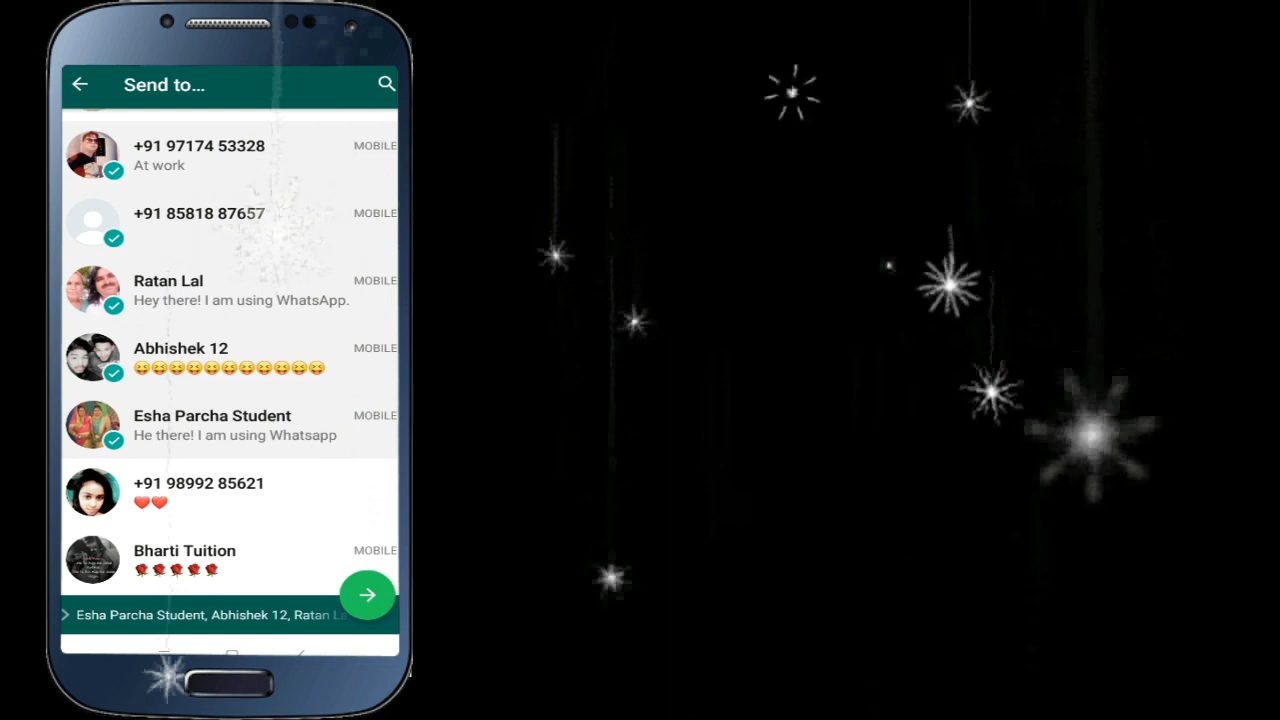 Send to...
+91 97174 53328 MOBILE
At work
+91 85818 87657 MOBILE
Ratan Lal MOBILE
Hey there! I am using WhatsApp.
Abhishek 12 MOBILE
😝😝😝😝😝😝😝😝😝😝😝
Esha Parcha Student MOBILE
He there! I am using Whatsapp
+91 98992 85621
❤️❤️
Bharti Tuition MOBILE
🌹🌹🌹🌹🌹
Esha Parcha Student, Abhishek 12, Ratan